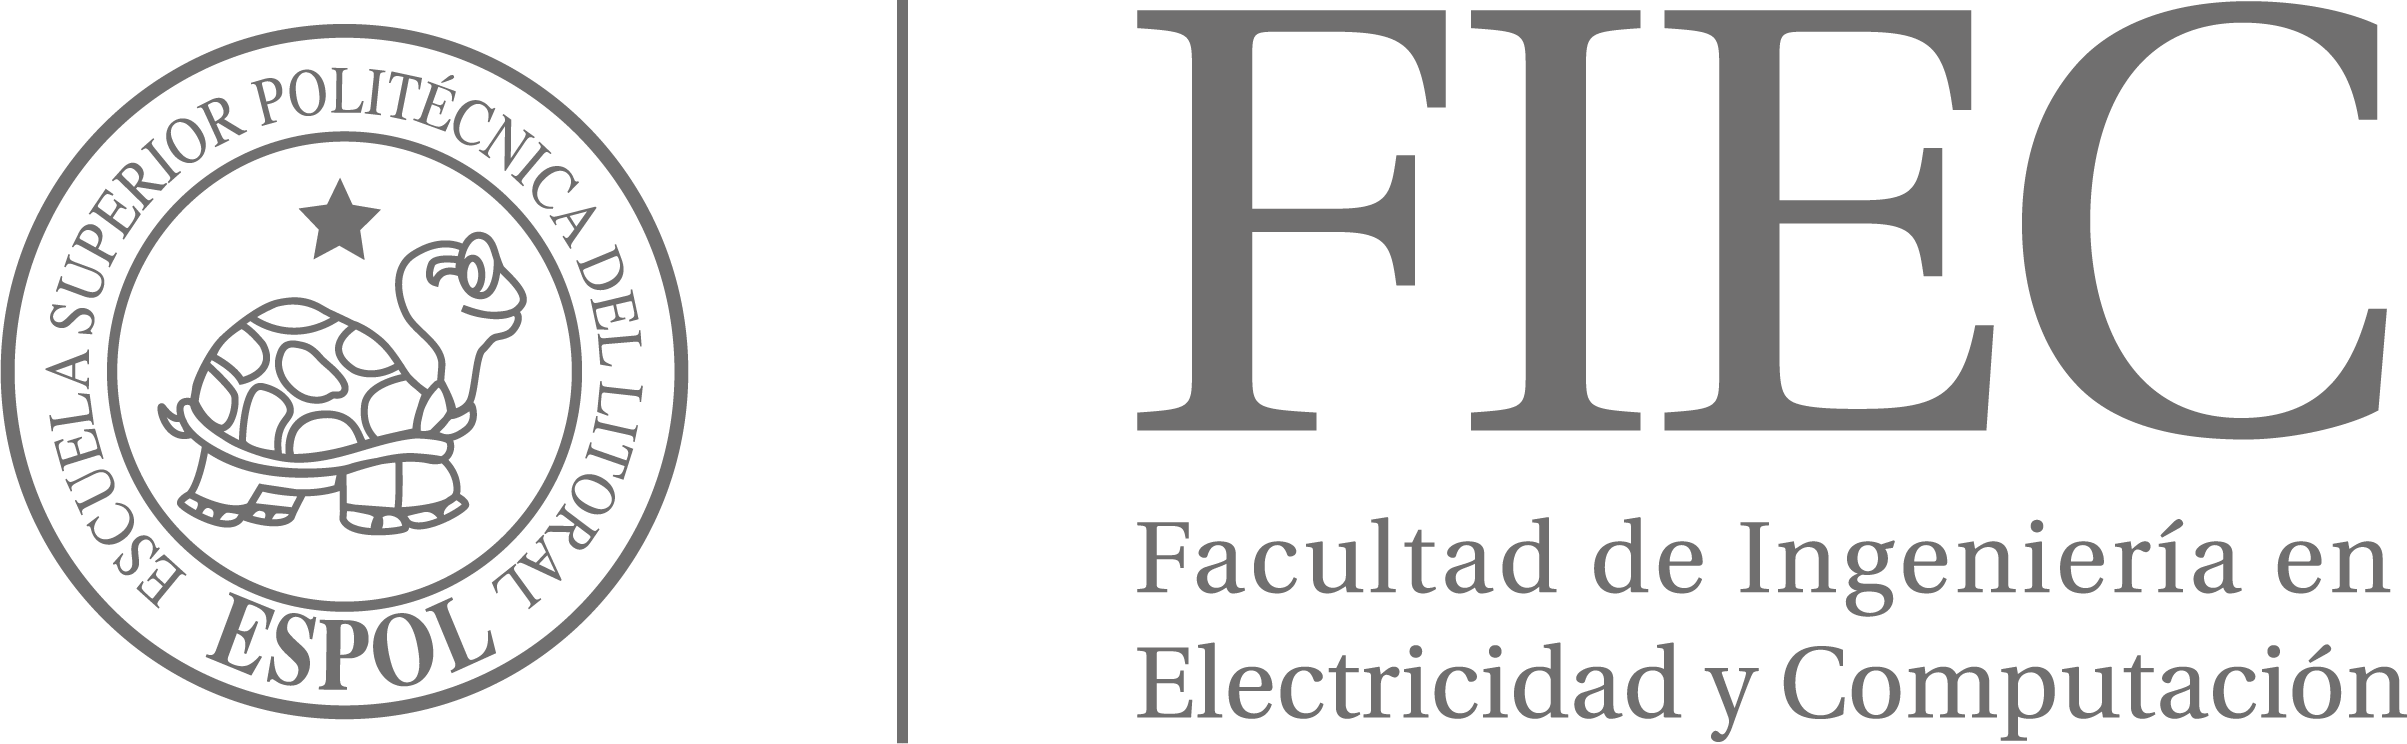 ESCUELA SUPERIOR POLITÉCNICA DEL LITORAL
ESPOL
FIEC
Facultad de Ingeniería en
Electricidad y Computación